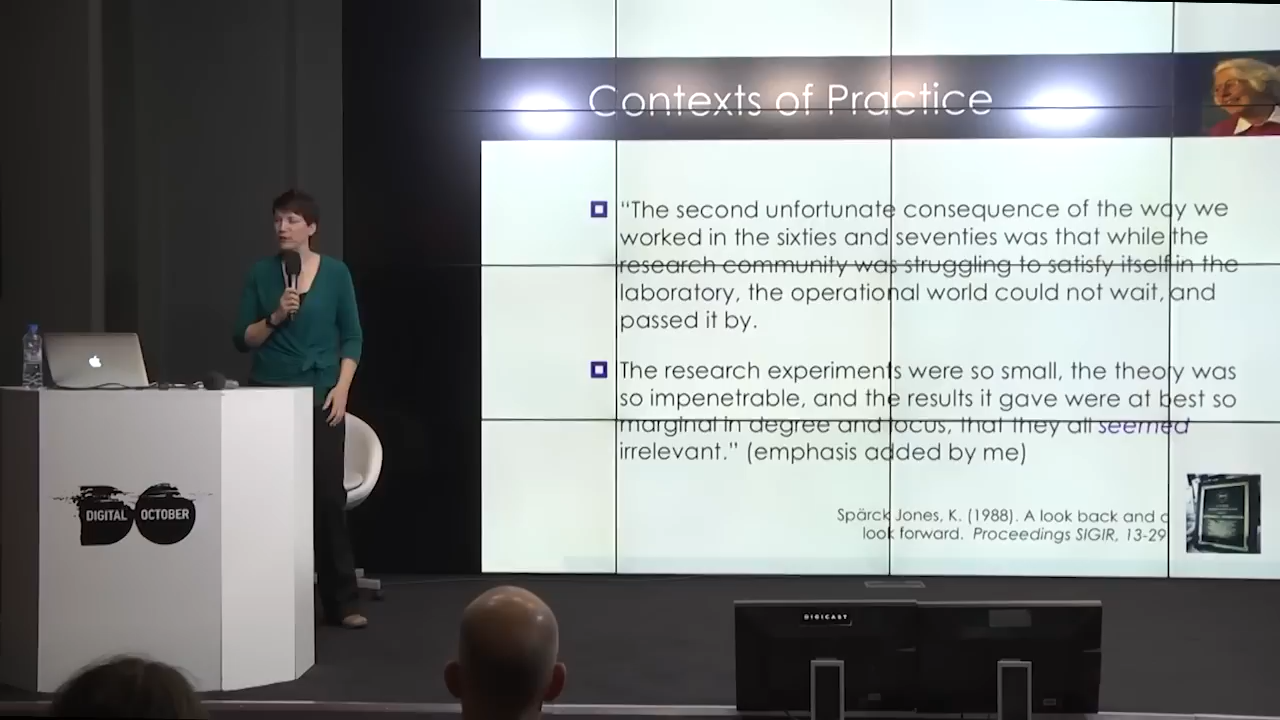 Contexts of Practice
“The second unfortunate consequence of the way we
worked in the sixties and seventies was that while the
research community was struggling to satisfy itself in the
laboratory, the operational world could not wait, and
passed it by.
The research experiments were so small, the theory was
so impenetrable, and the results it gave were at best so
marginal in degree and focus, that they all seemed
irrelevant.” (emphasis added by me)
Spärck Jones, K. (1988). A look back and a
look forward. Proceedings SIGIR, 13-29
DIGITAL OCTOBER
DIGICAST